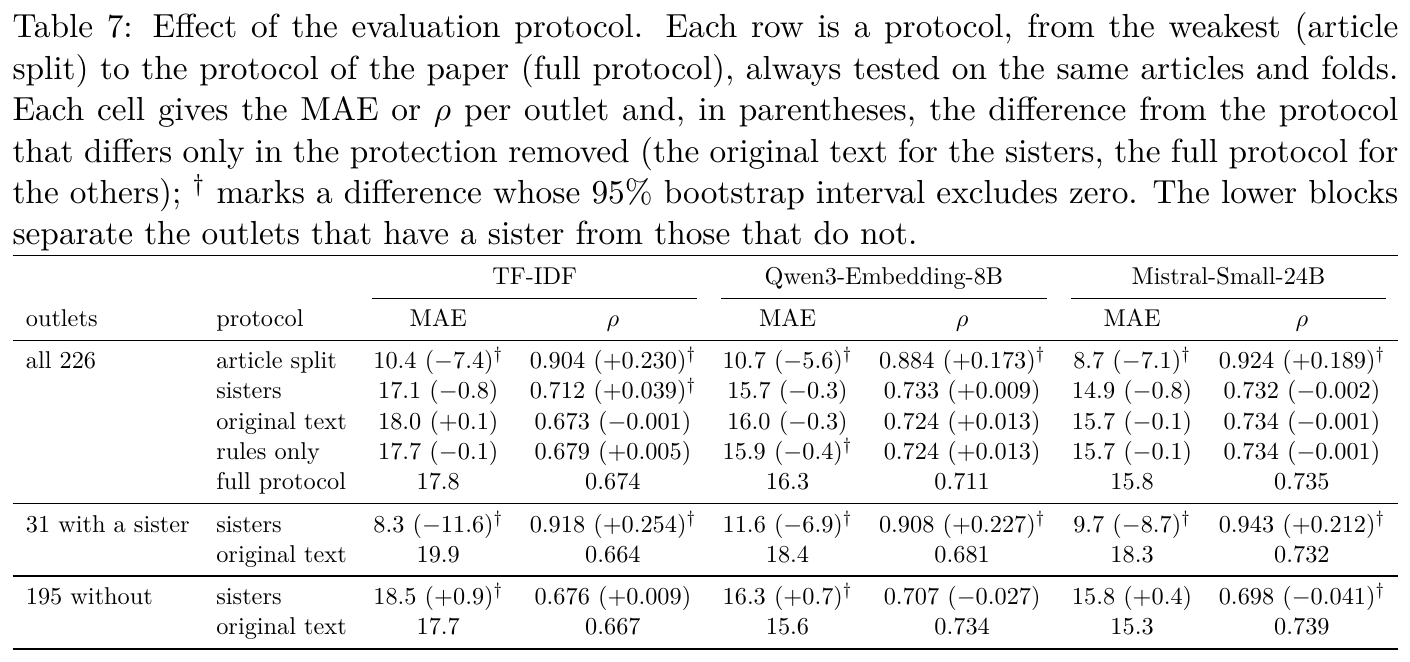 Table 7: Effect of the evaluation protocol. Each row is a protocol, from the weakest (article
split) to the protocol of the paper (full protocol), always tested on the same articles and folds.
Each cell gives the MAE or ρ per outlet and, in parentheses, the difference from the protocol
that differs only in the protection removed (the original text for the sisters, the full protocol for
the others); † marks a difference whose 95% bootstrap interval excludes zero. The lower blocks
separate the outlets that have a sister from those that do not.
TF-IDF Qwen3-Embedding-8B Mistral-Small-24B
outlets protocol MAE ρ MAE ρ MAE ρ
all 226 article split 10.4 (−7.4)† 0.904 (+0.230)† 10.7 (−5.6)† 0.884 (+0.173)† 8.7 (−7.1)† 0.924 (+0.189)†
sisters 17.1 (−0.8) 0.712 (+0.039)† 15.7 (−0.3) 0.733 (+0.009) 14.9 (−0.8) 0.732 (−0.002)
original text 18.0 (+0.1) 0.673 (−0.001) 16.0 (−0.3) 0.724 (+0.013) 15.7 (−0.1) 0.734 (−0.001)
rules only 17.7 (−0.1) 0.679 (+0.005) 15.9 (−0.4)† 0.724 (+0.013) 15.7 (−0.1) 0.734 (−0.001)
full protocol 17.8 0.674 16.3 0.711 15.8 0.735
31 with a sister sisters 8.3 (−11.6)† 0.918 (+0.254)† 11.6 (−6.9)† 0.908 (+0.227)† 9.7 (−8.7)† 0.943 (+0.212)†
original text 19.9 0.664 18.4 0.681 18.3 0.732
195 without sisters 18.5 (+0.9)† 0.676 (+0.009) 16.3 (+0.7)† 0.707 (−0.027) 15.8 (+0.4) 0.698 (−0.041)†
original text 17.7 0.667 15.6 0.734 15.3 0.739